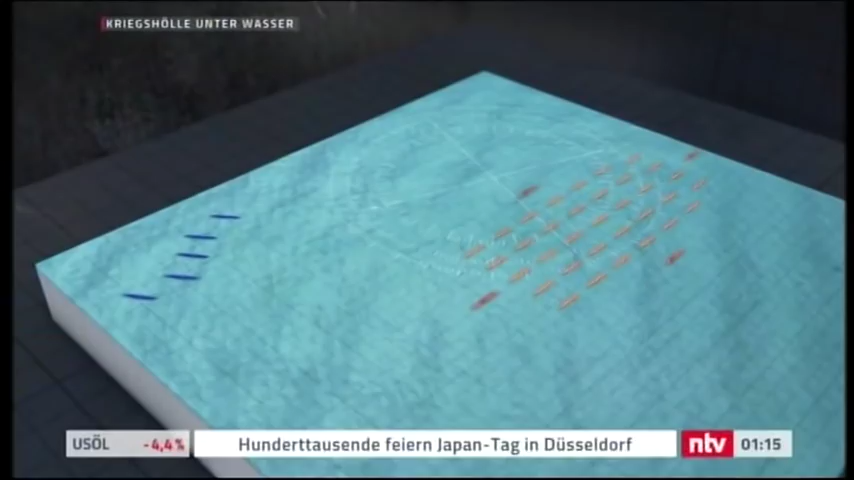 KRIEGSHÖLLE UNTER WASSER
USÖL -4,4% Hunderttausende feiern Japan-Tag in Düsseldorf ntv 01:15